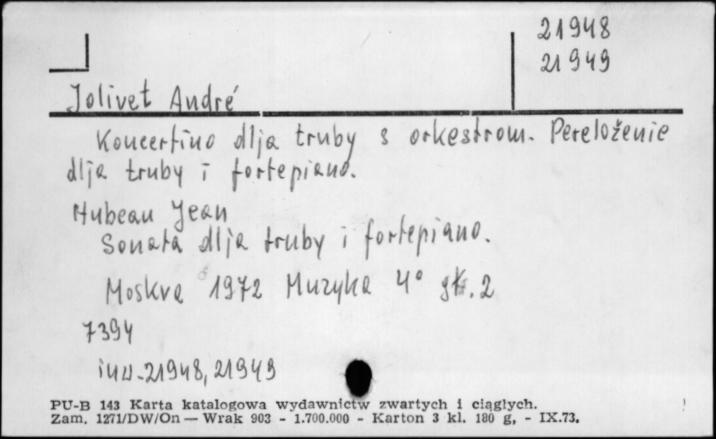 21948
21949
Jolivet André
Koncertino dlja truby s orkestrom. Pereloženie
dlja truby i fortepiano.
Hubeau Jean
Sonata dlja truby i fortepiano.
Moskva 1972 Muzyka 4°  2
7394
inw. 21948, 21949
PU-B 143 Karta katalogowa wydawnictw zwartych i ciągłych.
Zam. 1271/DW/On — Wrak 903 - 1.700.000 - Karton 3 kl. 180 g, - IX.73.